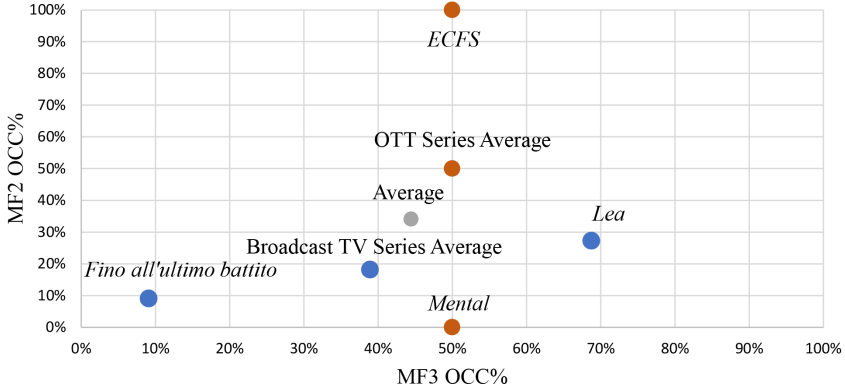 100%
90%
80%
70%
60%
50%
40%
30%
20%
10%
0%
MF2 OCC%
ECFS
OTT Series Average
Average
Lea
Broadcast TV Series Average
Fino all'ultimo battito
Mental
0% 10% 20% 30% 40% 50% 60% 70% 80% 90% 100%
MF3 OCC%